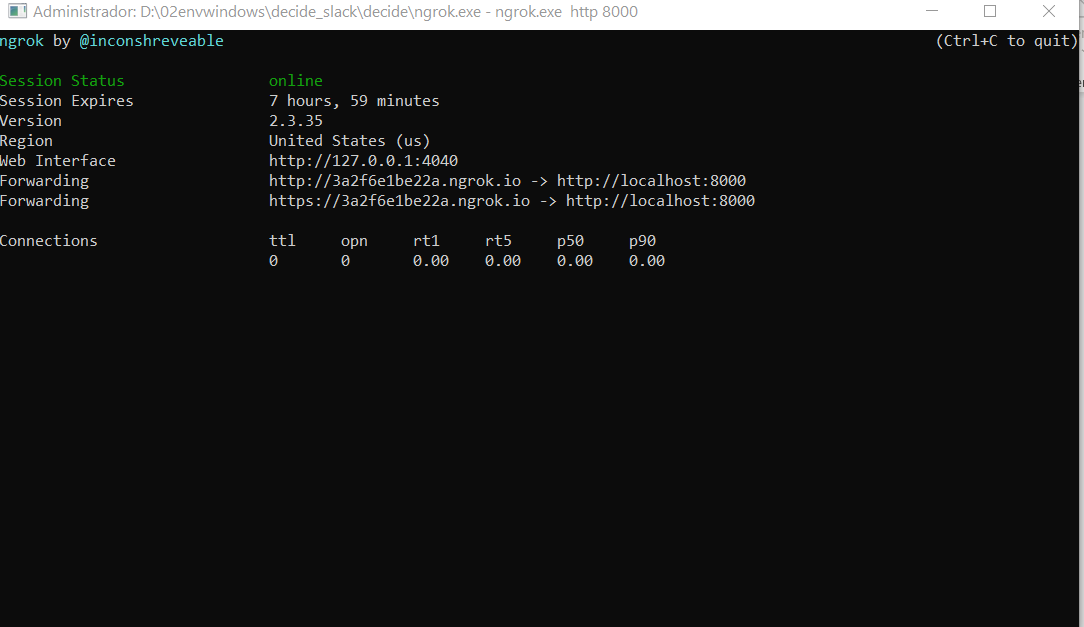 Administrador: D:\02envwindows\decide_slack\decide\ngrok.exe - ngrok.exe  http 8000
ngrok by @inconshreveable (Ctrl+C to quit)
Session Status online
Session Expires 7 hours, 59 minutes
Version 2.3.35
Region United States (us)
Web Interface http://127.0.0.1:4040
Forwarding http://3a2f6e1be22a.ngrok.io -> http://localhost:8000
Forwarding https://3a2f6e1be22a.ngrok.io -> http://localhost:8000
Connections ttl opn rt1 rt5 p50 p90
0 0 0.00 0.00 0.00 0.00